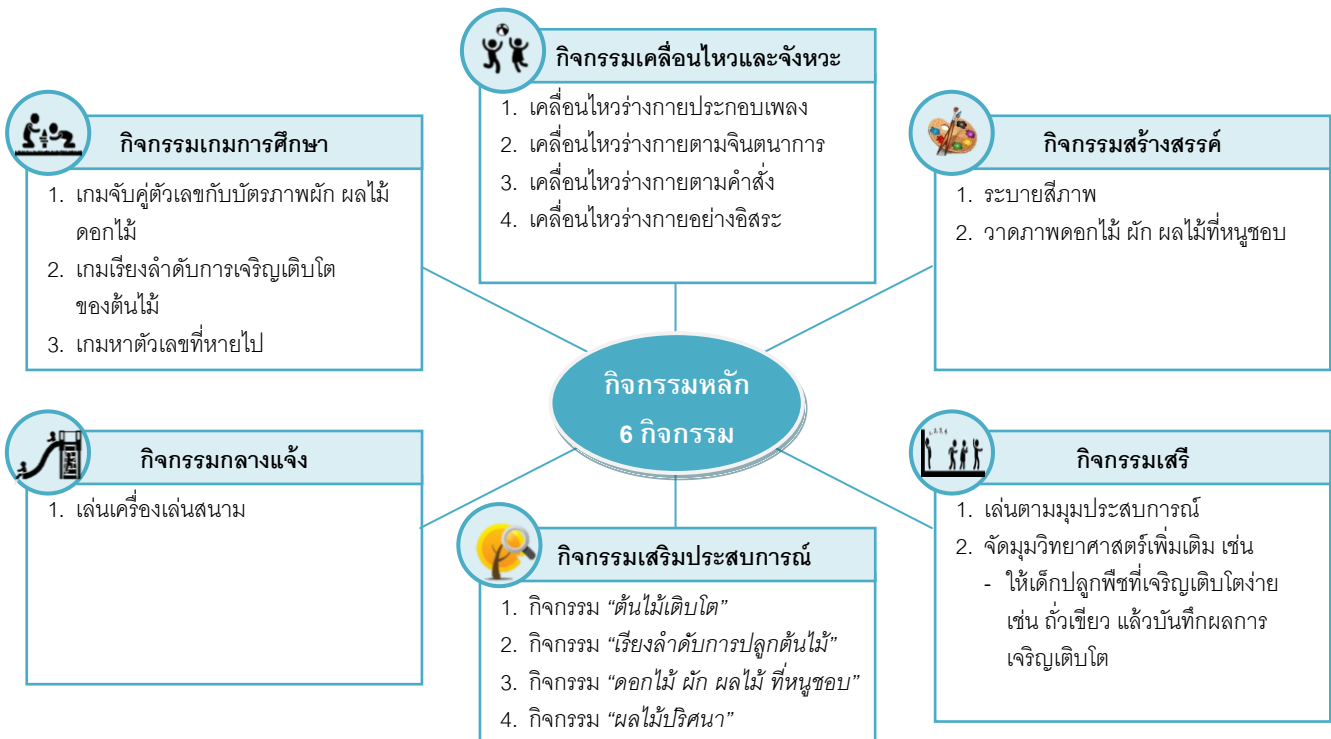 กิจกรรมเคลื่อนไหวและจังหวะ
1. เคลื่อนไหวร่างกายประกอบเพลง
2. เคลื่อนไหวร่างกายตามจินตนาการ
3. เคลื่อนไหวร่างกายตามคำสั่ง
4. เคลื่อนไหวร่างกายอย่างอิสระ
กิจกรรมเกมการศึกษา
1. เกมจับคู่ตัวเลขกับบัตรภาพผัก ผลไม้
ดอกไม้
2. เกมเรียงลำดับการเจริญเติบโต
ของต้นไม้
3. เกมหาตัวเลขที่หายไป
กิจกรรมสร้างสรรค์
1. ระบายสีภาพ
2. วาดภาพดอกไม้ ผัก ผลไม้ที่หนูชอบ
กิจกรรมหลัก
6 กิจกรรม
กิจกรรมกลางแจ้ง
1. เล่นเครื่องเล่นสนาม
กิจกรรมเสริมประสบการณ์
1. กิจกรรม “ต้นไม้เติบโต”
2. กิจกรรม “เรียงลำดับการปลูกต้นไม้”
3. กิจกรรม “ดอกไม้ ผัก ผลไม้ ที่หนูชอบ”
4. กิจกรรม “ผลไม้ปริศนา”
กิจกรรมเสรี
1. เล่นตามมุมประสบการณ์
2. จัดมุมวิทยาศาสตร์เพิ่มเติม เช่น
- ให้เด็กปลูกพืชที่เจริญเติบโตง่าย
เช่น ถั่วเขียว แล้วบันทึกผลการ
เจริญเติบโต